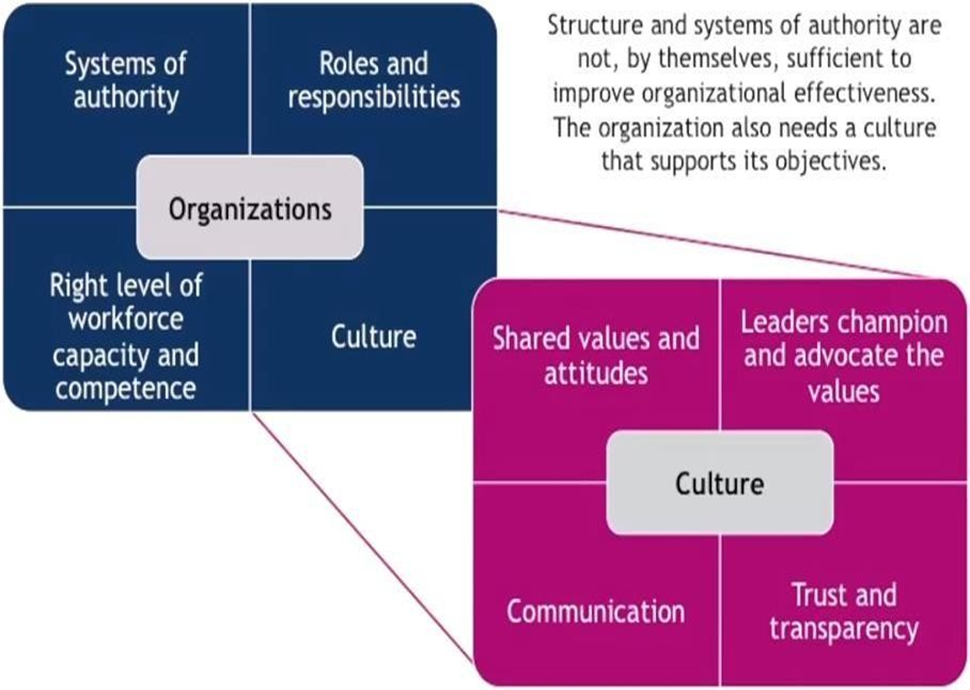 Systems of
authority
Roles and
responsibilities
Organizations
Right level of
workforce
capacity and
competence
Culture
Structure and systems of authority are
not, by themselves, sufficient to
improve organizational effectiveness.
The organization also needs a culture
that supports its objectives.
Shared values and
attitudes
Leaders champion
and advocate the
values
Culture
Communication
Trust and
transparency